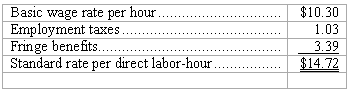 Basic wage rate per hour.............................. $10.30
Employment taxes....................................... 1.03
Fringe benefits............................................. 3.39
Standard rate per direct labor-hour................ $14.72